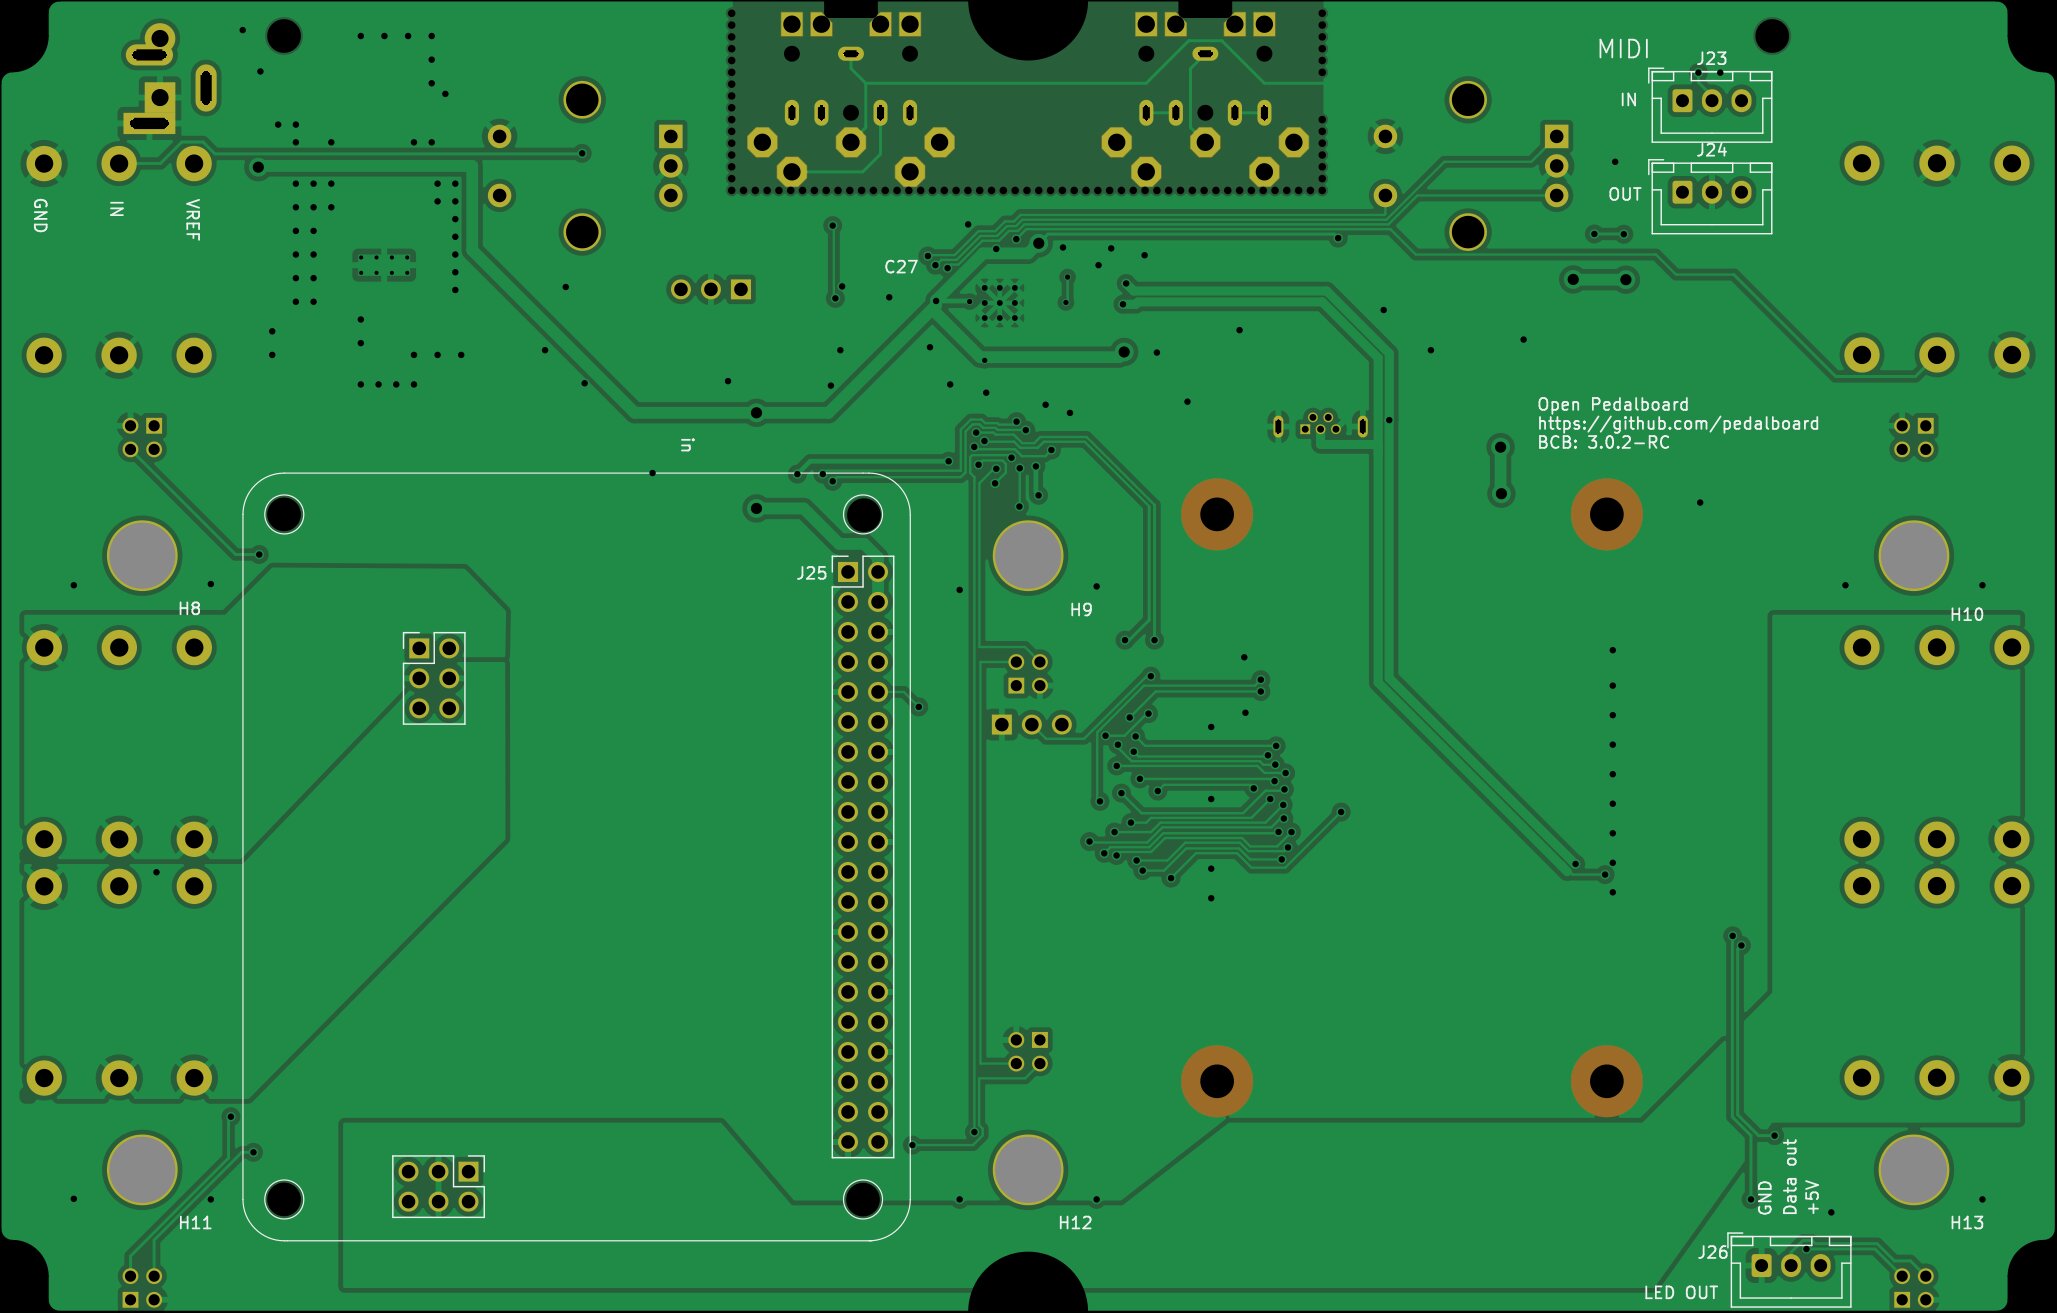 MIDI
J23
IN
J24
OUT
GND
IN
VREF
C27
Open Pedalboard
https://github.com/pedalboard
BCB: 3.0.2-RC
in
J25
H8
H9
H10
GND
Data out
+5V
H11
H12
H13
J26
LED OUT